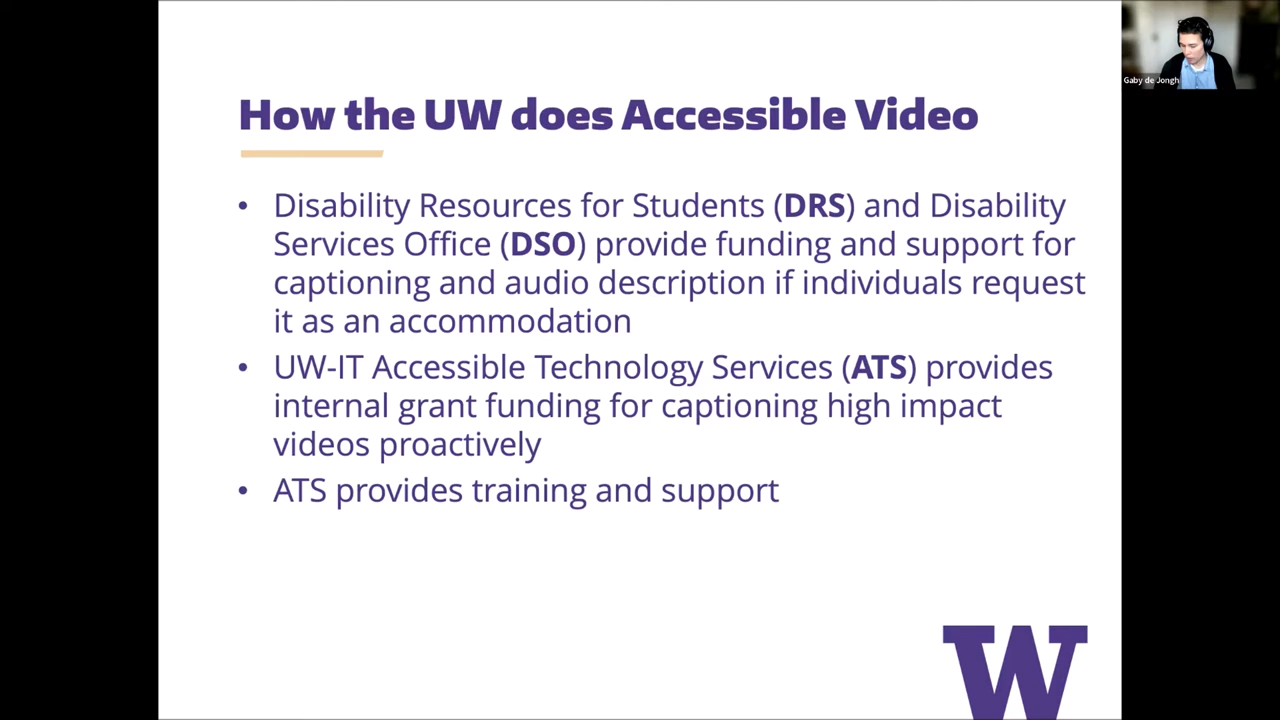 How the UW does Accessible Video
• Disability Resources for Students (DRS) and Disability
Services Office (DSO) provide funding and support for
captioning and audio description if individuals request
it as an accommodation
• UW-IT Accessible Technology Services (ATS) provides
internal grant funding for captioning high impact
videos proactively
• ATS provides training and support
W
Gaby de Jongh